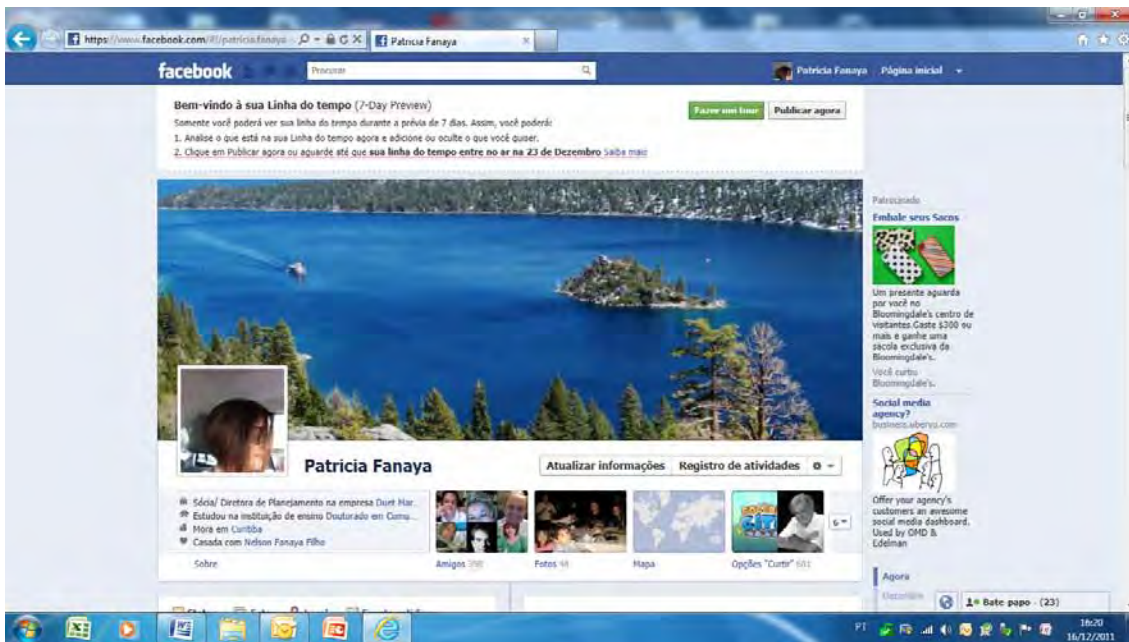 https://www.facebook.com/#!/patricia.fanaya
Patricia Fanaya
facebook
Procurar
Patricia Fanaya Página inicial
Bem-vindo à sua Linha do tempo (7-Day Preview)
Somente você poderá ver sua linha do tempo durante a prévia de 7 dias. Assim, você poderá:
1. Analise o que está na sua Linha do tempo agora e adicione ou oculte o que você quiser.
2. Clique em Publicar agora ou aguarde até que sua linha do tempo entre no ar na 23 de Dezembro Saiba mais
Fazer um tour Publicar agora
Patrocinado
Embale seus Sacos
Um presente aguarda
por você no
Bloomingdale's centro de
visitantes.Gaste $300 ou
mais e ganhe uma
sacola exclusiva da
Bloomingdale's.
Você curtiu
Bloomingdale's.
Social media
agency?
business.ubervu.com
Offer your agency's
customers an awesome
social media dashboard.
Used by OMD &
Edelman
Patricia Fanaya
Atualizar informações Registro de atividades
Sócia/ Diretora de Planejamento na empresa Duet Mar...
Estudou na instituição de ensino Doutorado em Comu...
Mora em Curitiba
Casada com Nelson Fanaya Filho
Sobre
Amigos 398
Fotos 48
Mapa
Opções "Curtir" 681
6
Agora
Dezembro
Bate papo - (23)
PT
16:20
16/12/2011